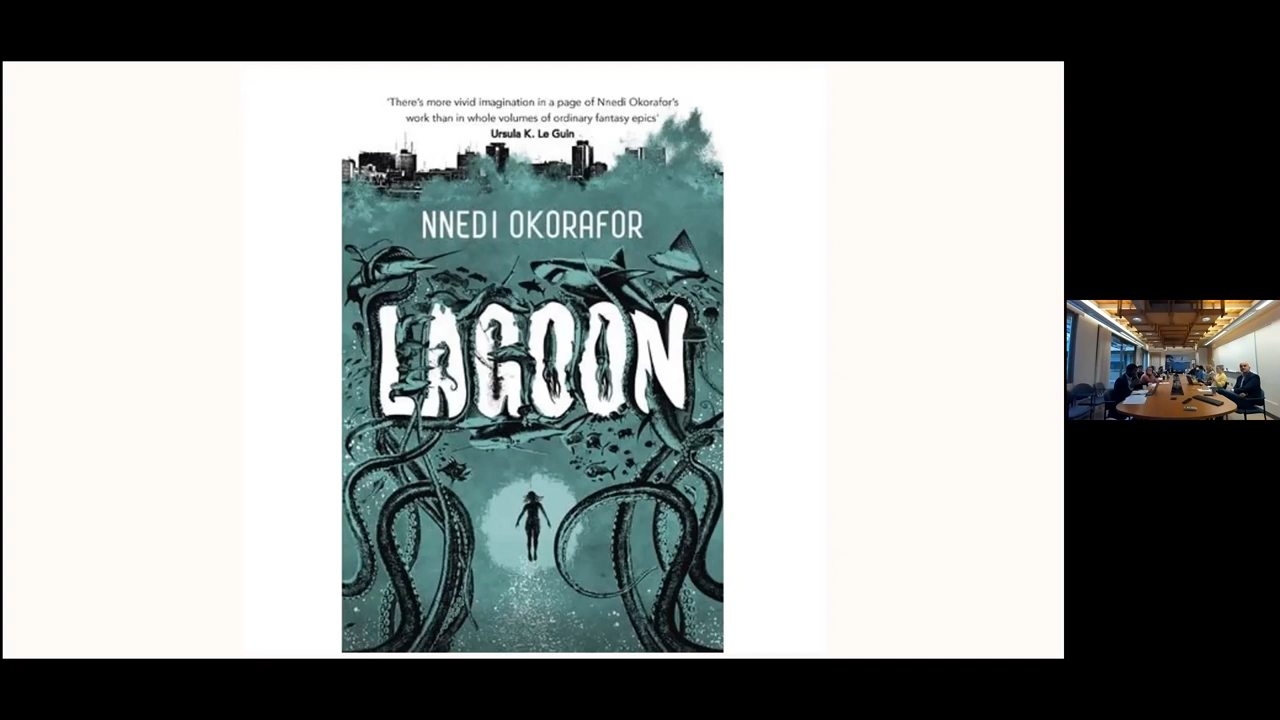 'There's more vivid imagination in a page of Nnedi Okorafor's
work than in whole volumes of ordinary fantasy epics'
Ursula K. Le Guin
NNEDI OKORAFOR
LAGOON